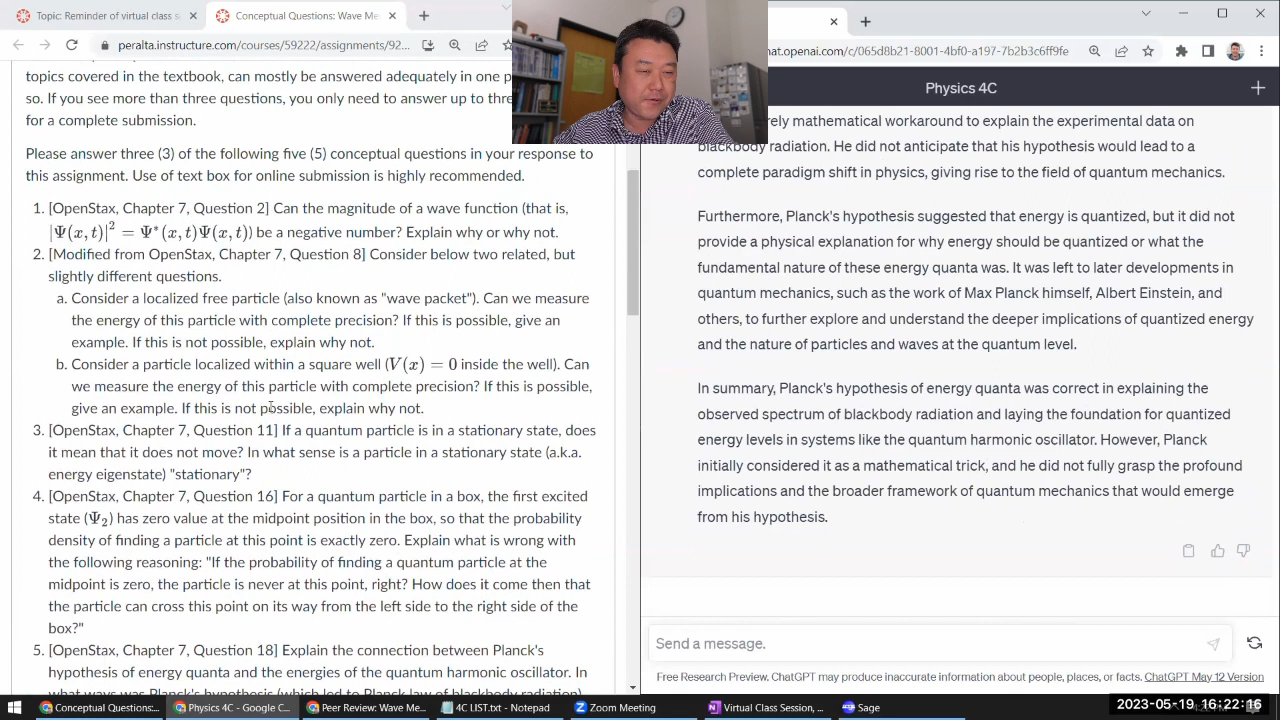 Topic: Reminder of virtual class s
Conceptual Questions: Wave Me
peralta.instructure.com/courses/59222/assignments/92...
hat.openai.com/c/065d8b21-8001-4bf0-a197-7b2b3c6ff9fe
topics covered in the textbook, can mostly be answered adequately in one p
so. If you see more than three questions, you only need to answer up to thre
for a complete submission.
Please answer three (3) of the following five (5) conceptual questions in your response to
this assignment. Use of text box for online submission is highly recommended.
1. [OpenStax, Chapter 7, Question 2] Can the magnitude of a wave function (that is,
|Ψ(x, t)|² = Ψ*(x, t)Ψ(x, t)) be a negative number? Explain why or why not.
2. [Modified from OpenStax, Chapter 7, Question 8] Consider below two related, but
slightly different questions.
a. Consider a localized free particle (also known as "wave packet"). Can we measure
the energy of this particle with complete precision? If this is possible, give an
example. If this is not possible, explain why not.
b. Consider a particle localized within a square well (V(x) = 0 inside the well). Can
we measure the energy of this particle with complete precision? If this is possible,
give an example. If this is not possible, explain why not.
3. [OpenStax, Chapter 7, Question 11] If a quantum particle is in a stationary state, does
it mean that it does not move? In what sense is a particle in a stationary state (a.k.a.
energy eigenstate) "stationary"?
4. [OpenStax, Chapter 7, Question 16] For a quantum particle in a box, the first excited
state (Ψ₂) has zero value at the midpoint position in the box, so that the probability
density of finding a particle at this point is exactly zero. Explain what is wrong with
the following reasoning: "If the probability of finding a quantum particle at the
midpoint is zero, the particle is never at this point, right? How does it come then that
the particle can cross this point on its way from the left side to the right side of the
box?"
5. [OpenStax, Chapter 7, Question 18] Explain the connection between Planck's
hypothesis of energy quanta and the energies of the quantum harmonic oscillator. In
what ways was Planck's hypothesis (which led to Planck law of blackbody radiation)
Physics 4C
rely mathematical workaround to explain the experimental data on
blackbody radiation. He did not anticipate that his hypothesis would lead to a
complete paradigm shift in physics, giving rise to the field of quantum mechanics.
Furthermore, Planck's hypothesis suggested that energy is quantized, but it did not
provide a physical explanation for why energy should be quantized or what the
fundamental nature of these energy quanta was. It was left to later developments in
quantum mechanics, such as the work of Max Planck himself, Albert Einstein, and
others, to further explore and understand the deeper implications of quantized energy
and the nature of particles and waves at the quantum level.
In summary, Planck's hypothesis of energy quanta was correct in explaining the
observed spectrum of blackbody radiation and laying the foundation for quantized
energy levels in systems like the quantum harmonic oscillator. However, Planck
initially considered it as a mathematical trick, and he did not fully grasp the profound
implications and the broader framework of quantum mechanics that would emerge
from his hypothesis.
Send a message.
Free Research Preview. ChatGPT may produce inaccurate information about people, places, or facts. ChatGPT May 12 Version
Conceptual Questions:...
Physics 4C - Google C...
Peer Review: Wave Me...
4C LIST.txt - Notepad
Zoom Meeting
Virtual Class Session, ...
Sage
2023-05-19 16:22:16